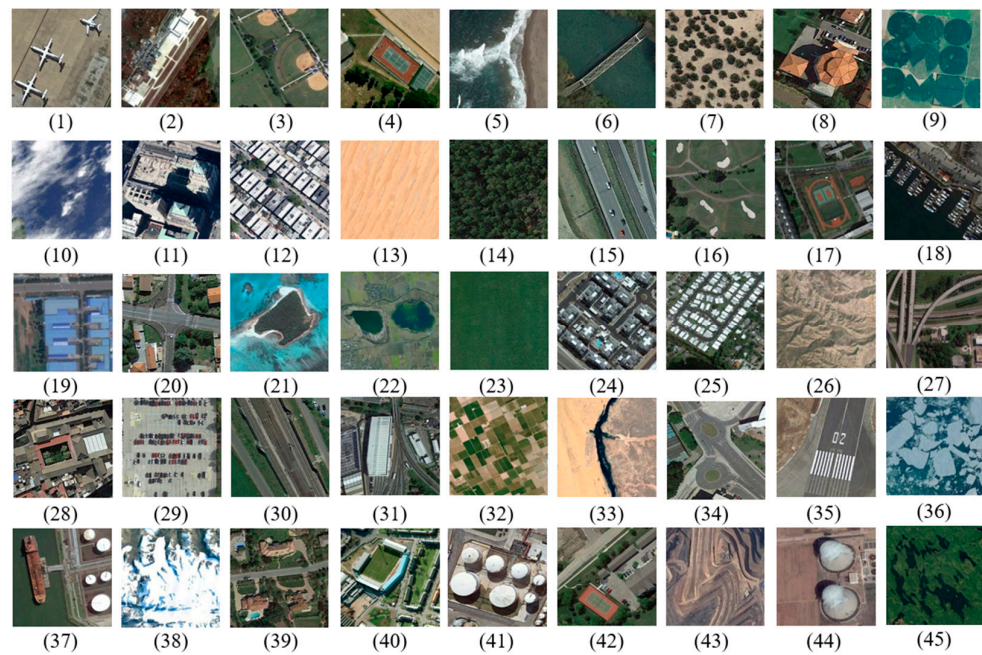 (1) (2) (3) (4) (5) (6) (7) (8) (9)
(10) (11) (12) (13) (14) (15) (16) (17) (18)
(19) (20) (21) (22) (23) (24) (25) (26) (27)
02
(28) (29) (30) (31) (32) (33) (34) (35) (36)
(37) (38) (39) (40) (41) (42) (43) (44) (45)